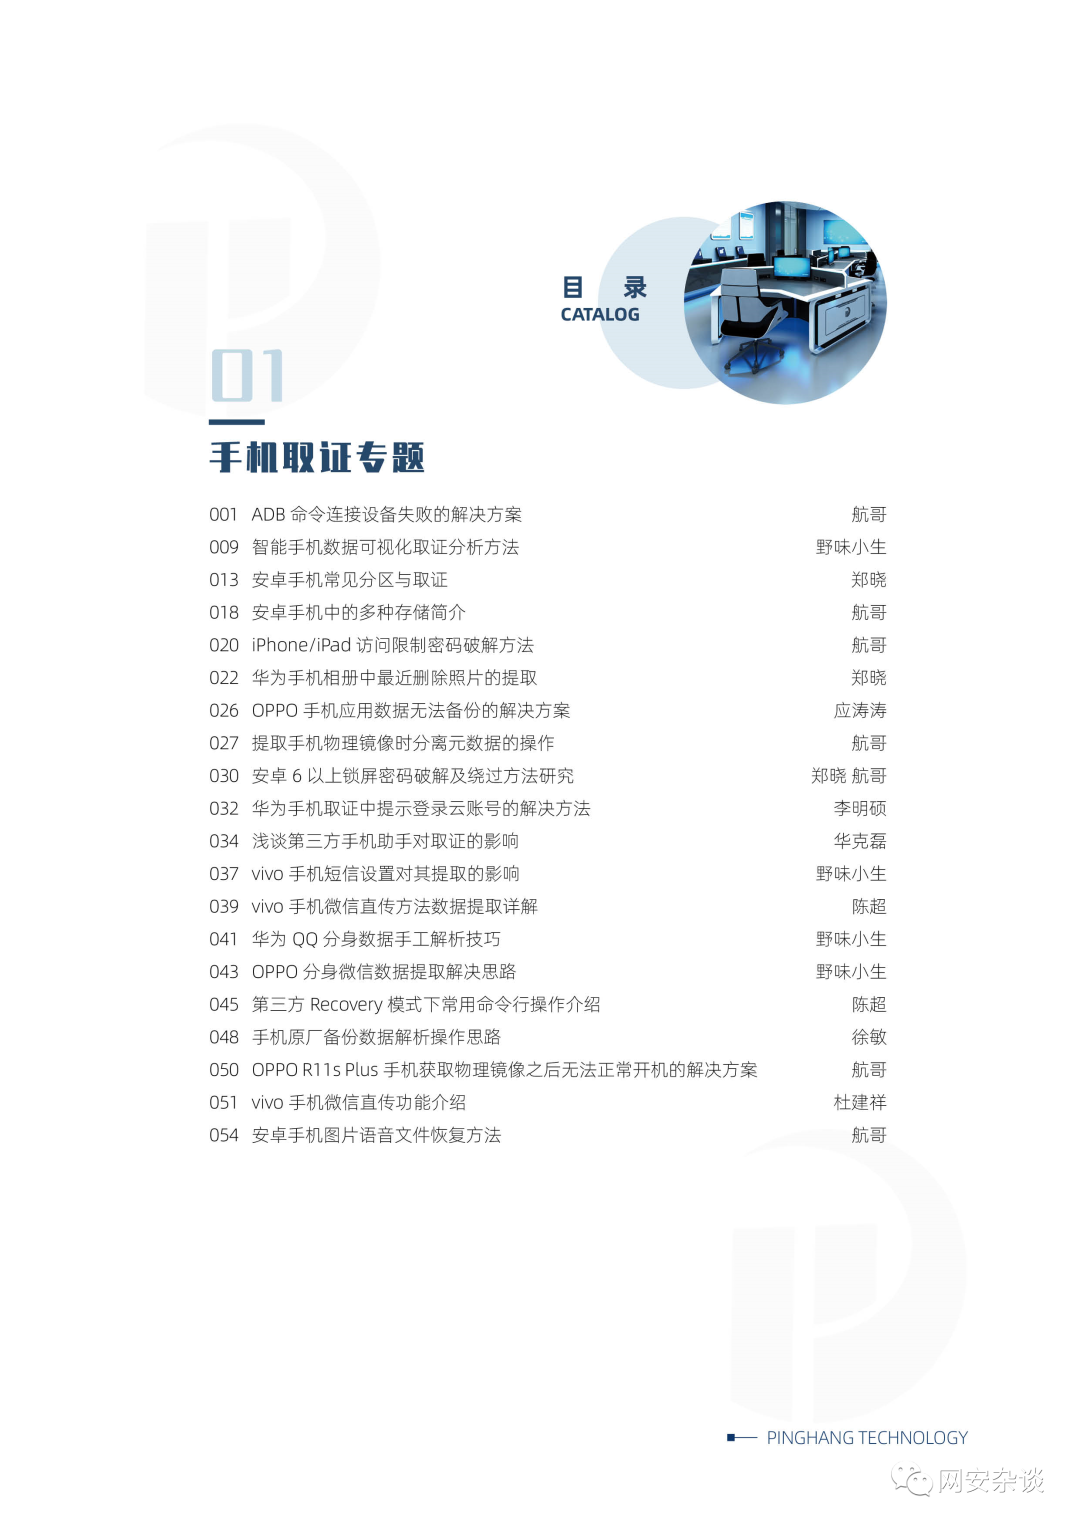 目 录
CATALOG
01
手机取证专题
001 ADB 命令连接设备失败的解决方案 航哥
009 智能手机数据可视化取证分析方法 野味小生
013 安卓手机常见分区与取证 郑晓
018 安卓手机中的多种存储简介 航哥
020 iPhone/iPad 访问限制密码破解方法 航哥
022 华为手机相册中最近删除照片的提取 郑晓
026 OPPO 手机应用数据无法备份的解决方案 应涛涛
027 提取手机物理镜像时分离元数据的操作 航哥
030 安卓 6 以上锁屏密码破解及绕过方法研究 郑晓 航哥
032 华为手机取证中提示登录云账号的解决方法 李明硕
034 浅谈第三方手机助手对取证的影响 华克磊
037 vivo 手机短信设置对其提取的影响 野味小生
039 vivo 手机微信直传方法数据提取详解 陈超
041 华为 QQ 分身数据手工解析技巧 野味小生
043 OPPO 分身微信数据提取解决思路 野味小生
045 第三方 Recovery 模式下常用命令行操作介绍 陈超
048 手机原厂备份数据解析操作思路 徐敏
050 OPPO R11s Plus 手机获取物理镜像之后无法正常开机的解决方案 航哥
051 vivo 手机微信直传功能介绍 杜建祥
054 安卓手机图片语音文件恢复方法 航哥
PINGHANG TECHNOLOGY
网安杂谈